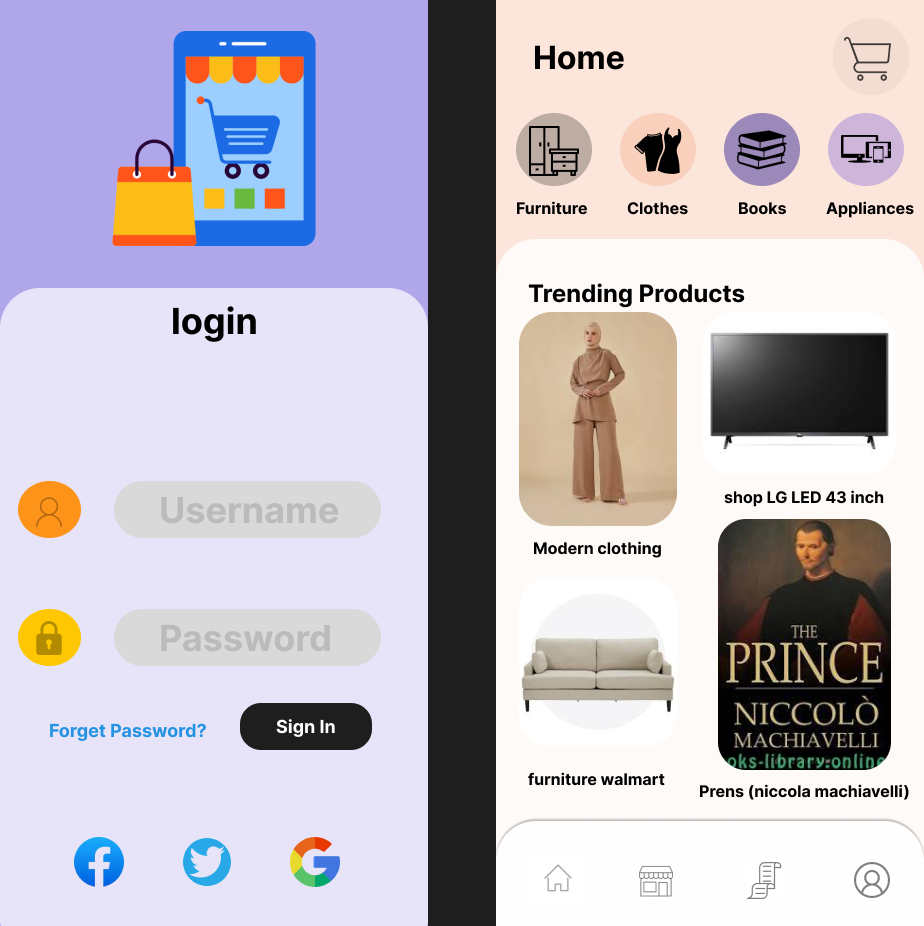 login
Username
Password
Forget Password?
Sign In
Home
Furniture
Clothes
Books
Appliances
Trending Products
Modern clothing
shop LG LED 43 inch
THE
PRINCE
NICCOLÒ
MACHIAVELLI
oks-library.online
furniture walmart
Prens (niccola machiavelli)